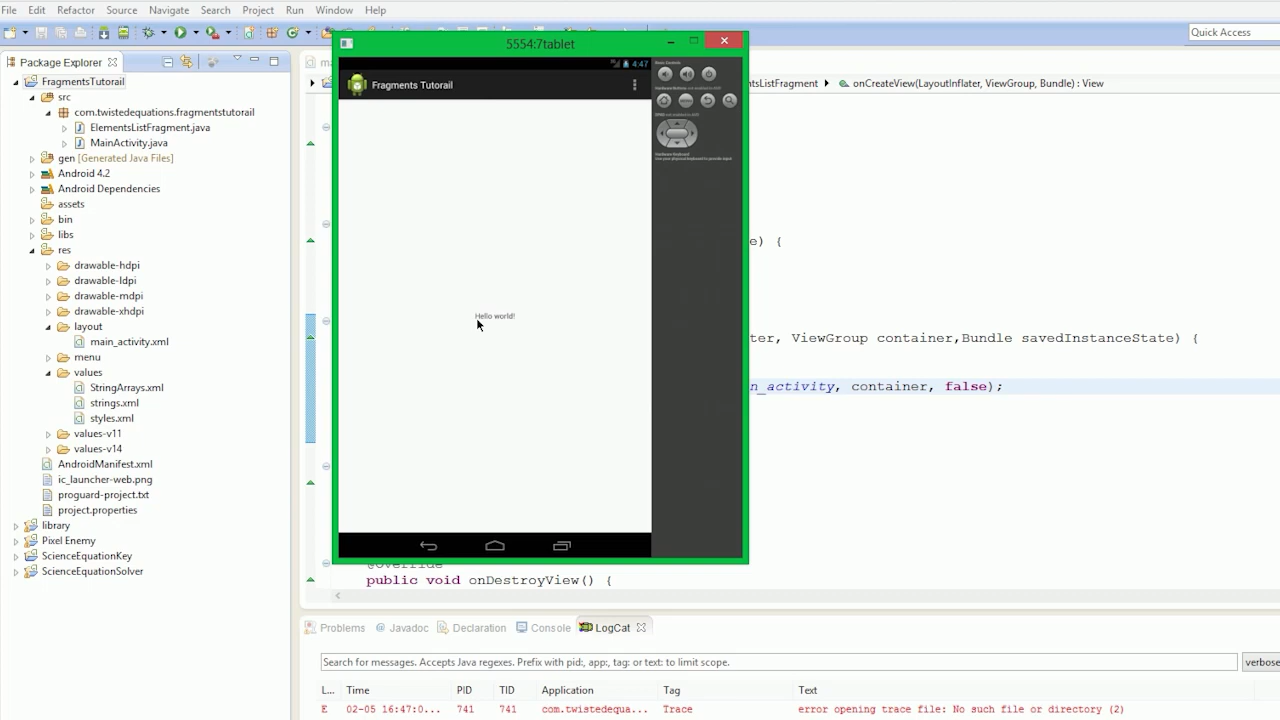 File Edit Refactor Source Navigate Search Project Run Window Help
Quick Access
Package Explorer
FragmentsTutorail
src
com.twistedequations.fragmentstutorail
ElementsListFragment.java
MainActivity.java
gen [Generated Java Files]
Android 4.2
Android Dependencies
assets
bin
libs
res
drawable-hdpi
drawable-ldpi
drawable-mdpi
drawable-xhdpi
layout
main_activity.xml
menu
values
StringArrays.xml
strings.xml
styles.xml
values-v11
values-v14
AndroidManifest.xml
ic_launcher-web.png
proguard-project.txt
project.properties
library
Pixel Enemy
ScienceEquationKey
ScienceEquationSolver
5554:7tablet
4:47
Fragments Tutorail
Hello world!
ntsListFragment onCreateView(LayoutInflater, ViewGroup, Bundle) : View
e) {
ter, ViewGroup container,Bundle savedInstanceState) {
n_activity, container, false);
@Override
public void onDestroyView() {
Problems Javadoc Declaration Console LogCat
Search for messages. Accepts Java regexes. Prefix with pid:, app:, tag: or text: to limit scope.
verbose
L... Time PID TID Application Tag Text
E 02-05 16:47:0... 741 741 com.twistedequa... Trace error opening trace file: No such file or directory (2)